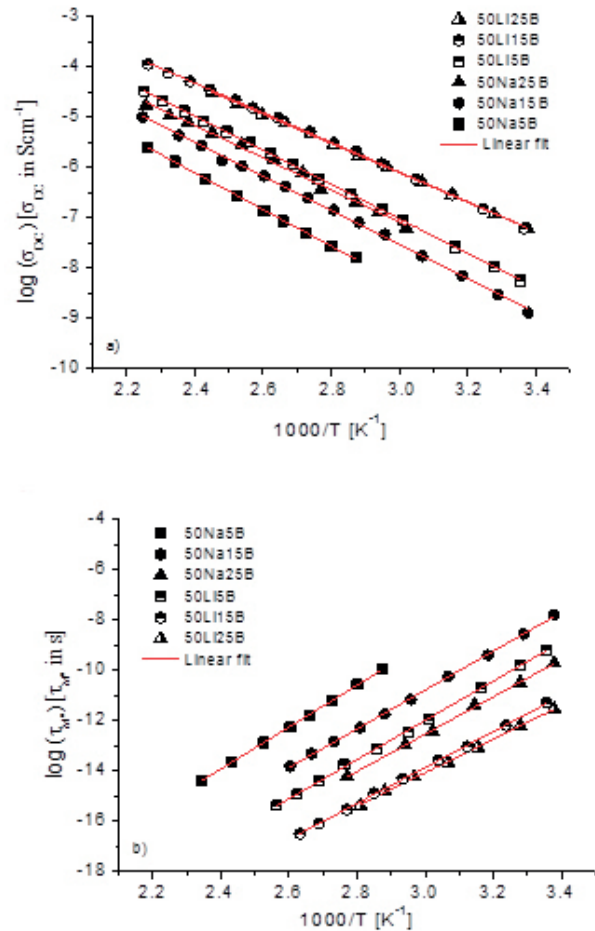 -3
-4
-5
-6
-7
-8
-9
-10
log (σDC) [σDC in Scm-1]
50LI25B
50LI15B
50LI5B
50Na25B
50Na15B
50Na5B
Linear fit
a)
2.2 2.4 2.6 2.8 3.0 3.2 3.4
1000/T [K-1]
-4
-6
-8
-10
-12
-14
-16
-18
log (τM'') [τM'' in s]
50Na5B
50Na15B
50Na25B
50LI5B
50LI15B
50LI25B
Linear fit
b)
2.2 2.4 2.6 2.8 3.0 3.2 3.4
1000/T [K-1]